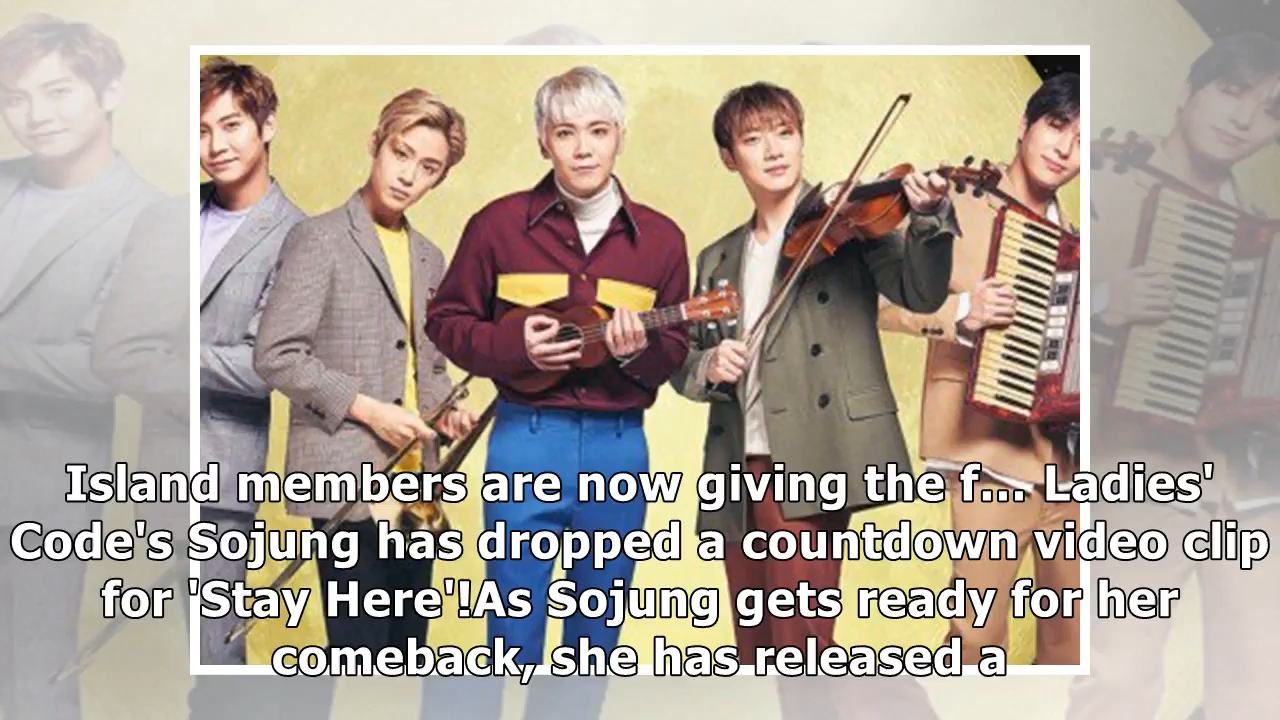 Island members are now giving the f... Ladies'
Code's Sojung has dropped a countdown video clip
for 'Stay Here'!As Sojung gets ready for her
comeback, she has released a